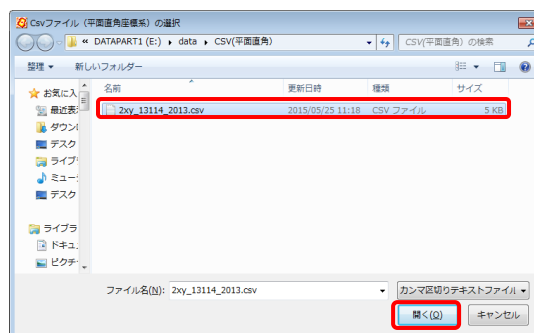 Csvファイル（平面直角座標系）の選択
« DATAPART1 (E:) ▸ data ▸ CSV(平面直角)
CSV(平面直角) の検索
整理 ▼ 新しいフォルダー
お気に入
最近表
ダウンl
デスク
ライブ
ミュー
デスク
ライブラ
ドキュ
ピクチ
名前 更新日時 種類 サイズ
2xy_13114_2013.csv 2015/05/25 11:18 CSV ファイル 5 KB
ファイル名(N): 2xy_13114_2013.csv
カンマ区切りテキストファイル
開く(O) キャンセル